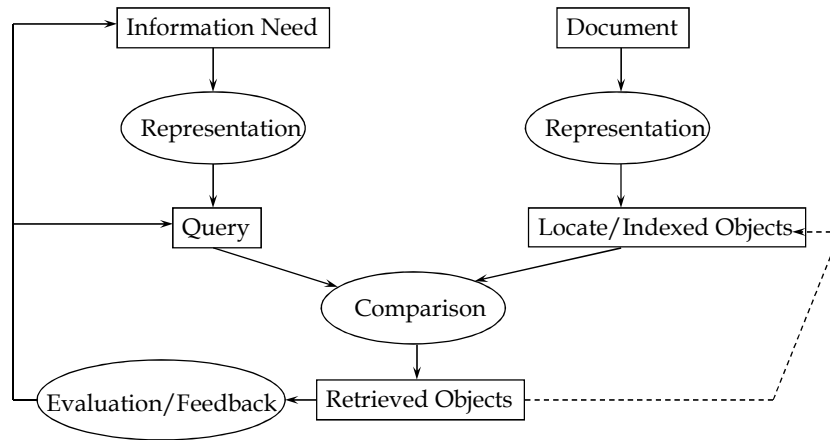 Information Need
Document
Representation
Representation
Query
Locate/Indexed Objects
Comparison
Evaluation/Feedback
Retrieved Objects